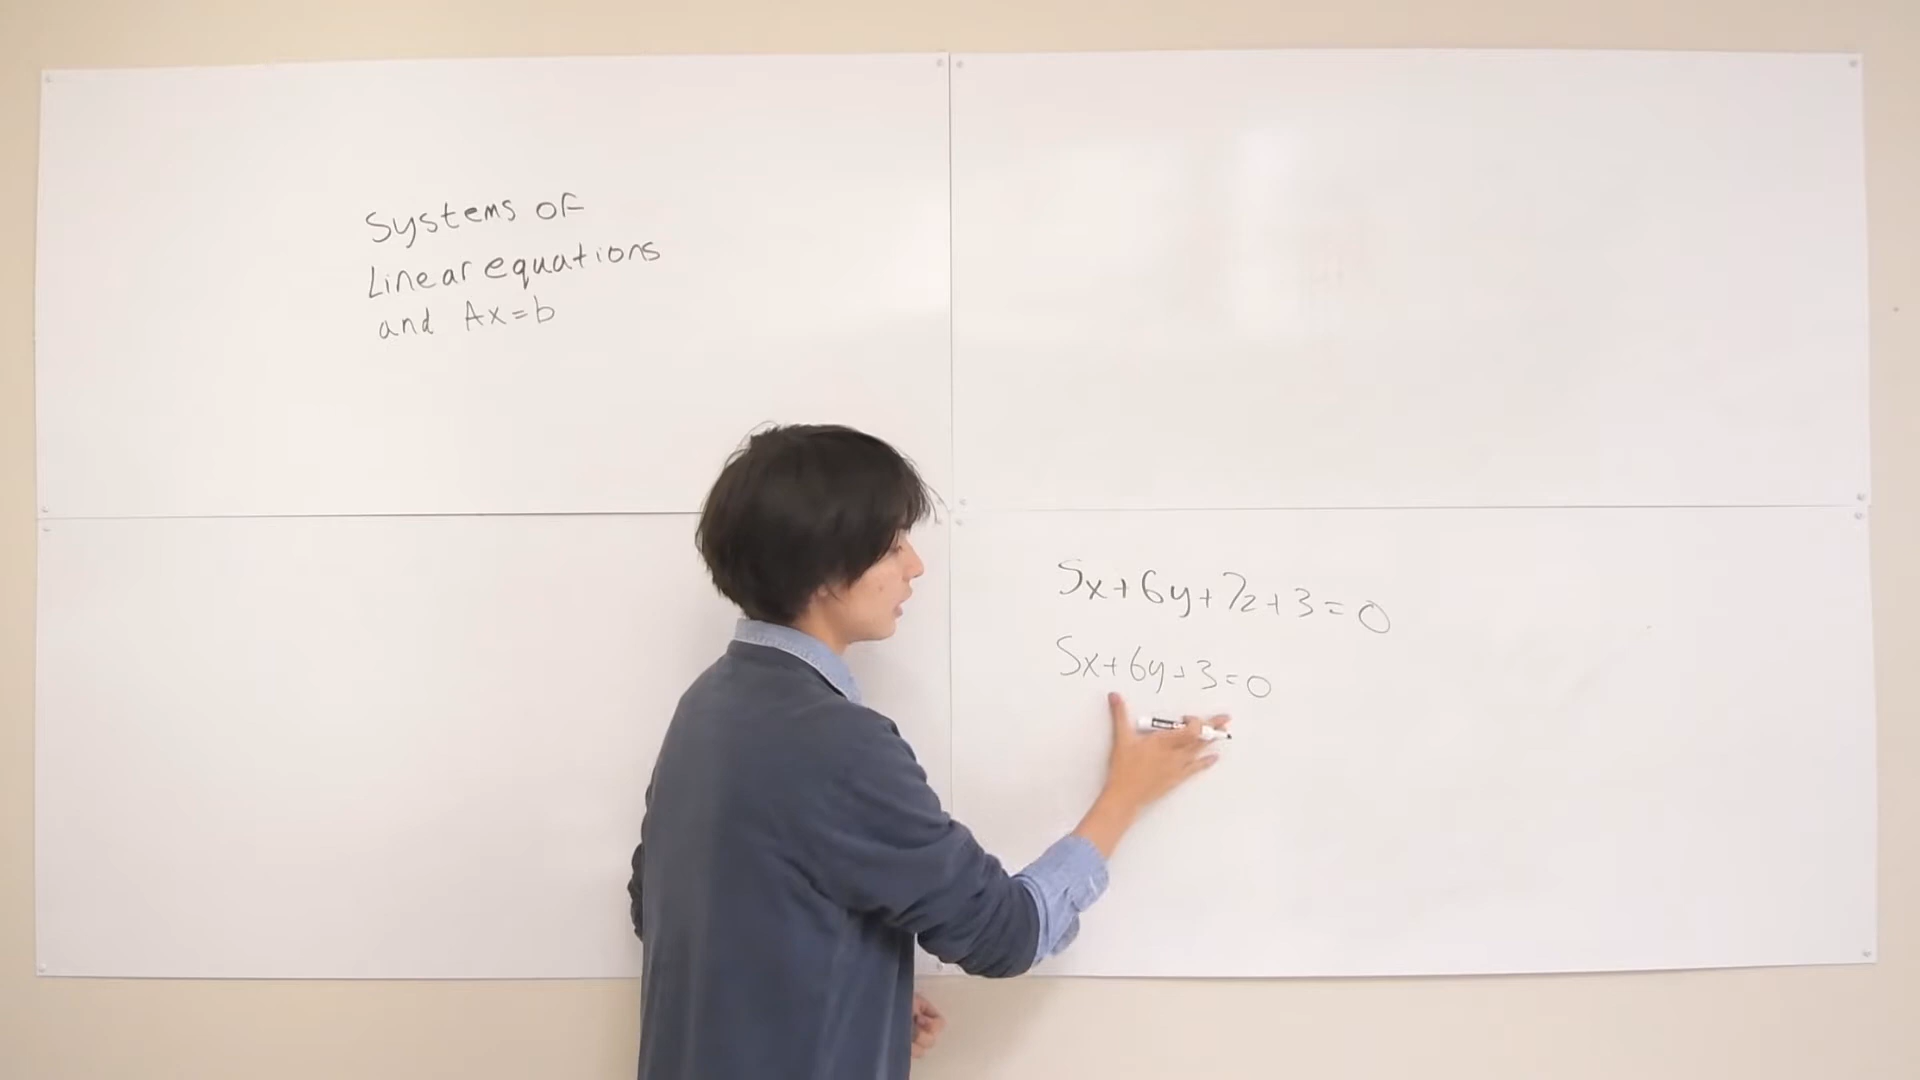 Systems of
Linear equations
and Ax=b
5x+6y+7z+3=0
5x+6y+3=0